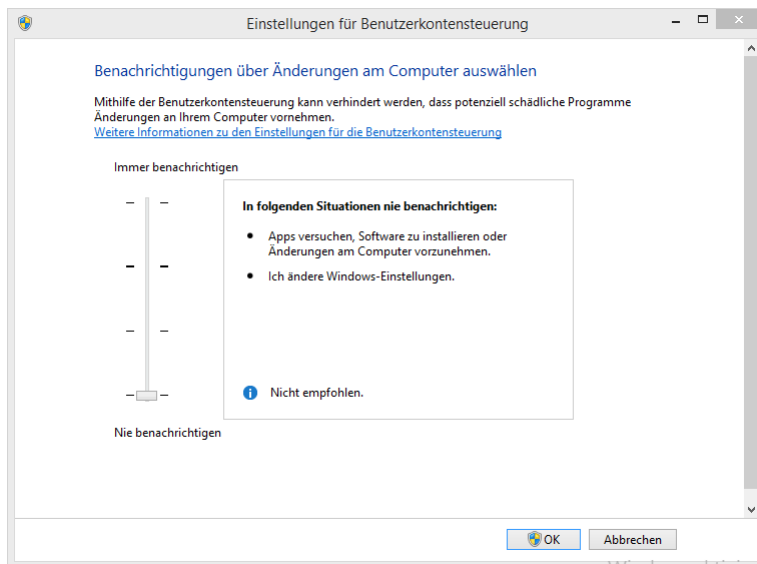 Einstellungen für Benutzerkontensteuerung
Benachrichtigungen über Änderungen am Computer auswählen
Mithilfe der Benutzerkontensteuerung kann verhindert werden, dass potenziell schädliche Programme
Änderungen an Ihrem Computer vornehmen.
Weitere Informationen zu den Einstellungen für die Benutzerkontensteuerung
Immer benachrichtigen
In folgenden Situationen nie benachrichtigen:
• Apps versuchen, Software zu installieren oder
Änderungen am Computer vorzunehmen.
• Ich ändere Windows-Einstellungen.
Nicht empfohlen.
Nie benachrichtigen
OK
Abbrechen